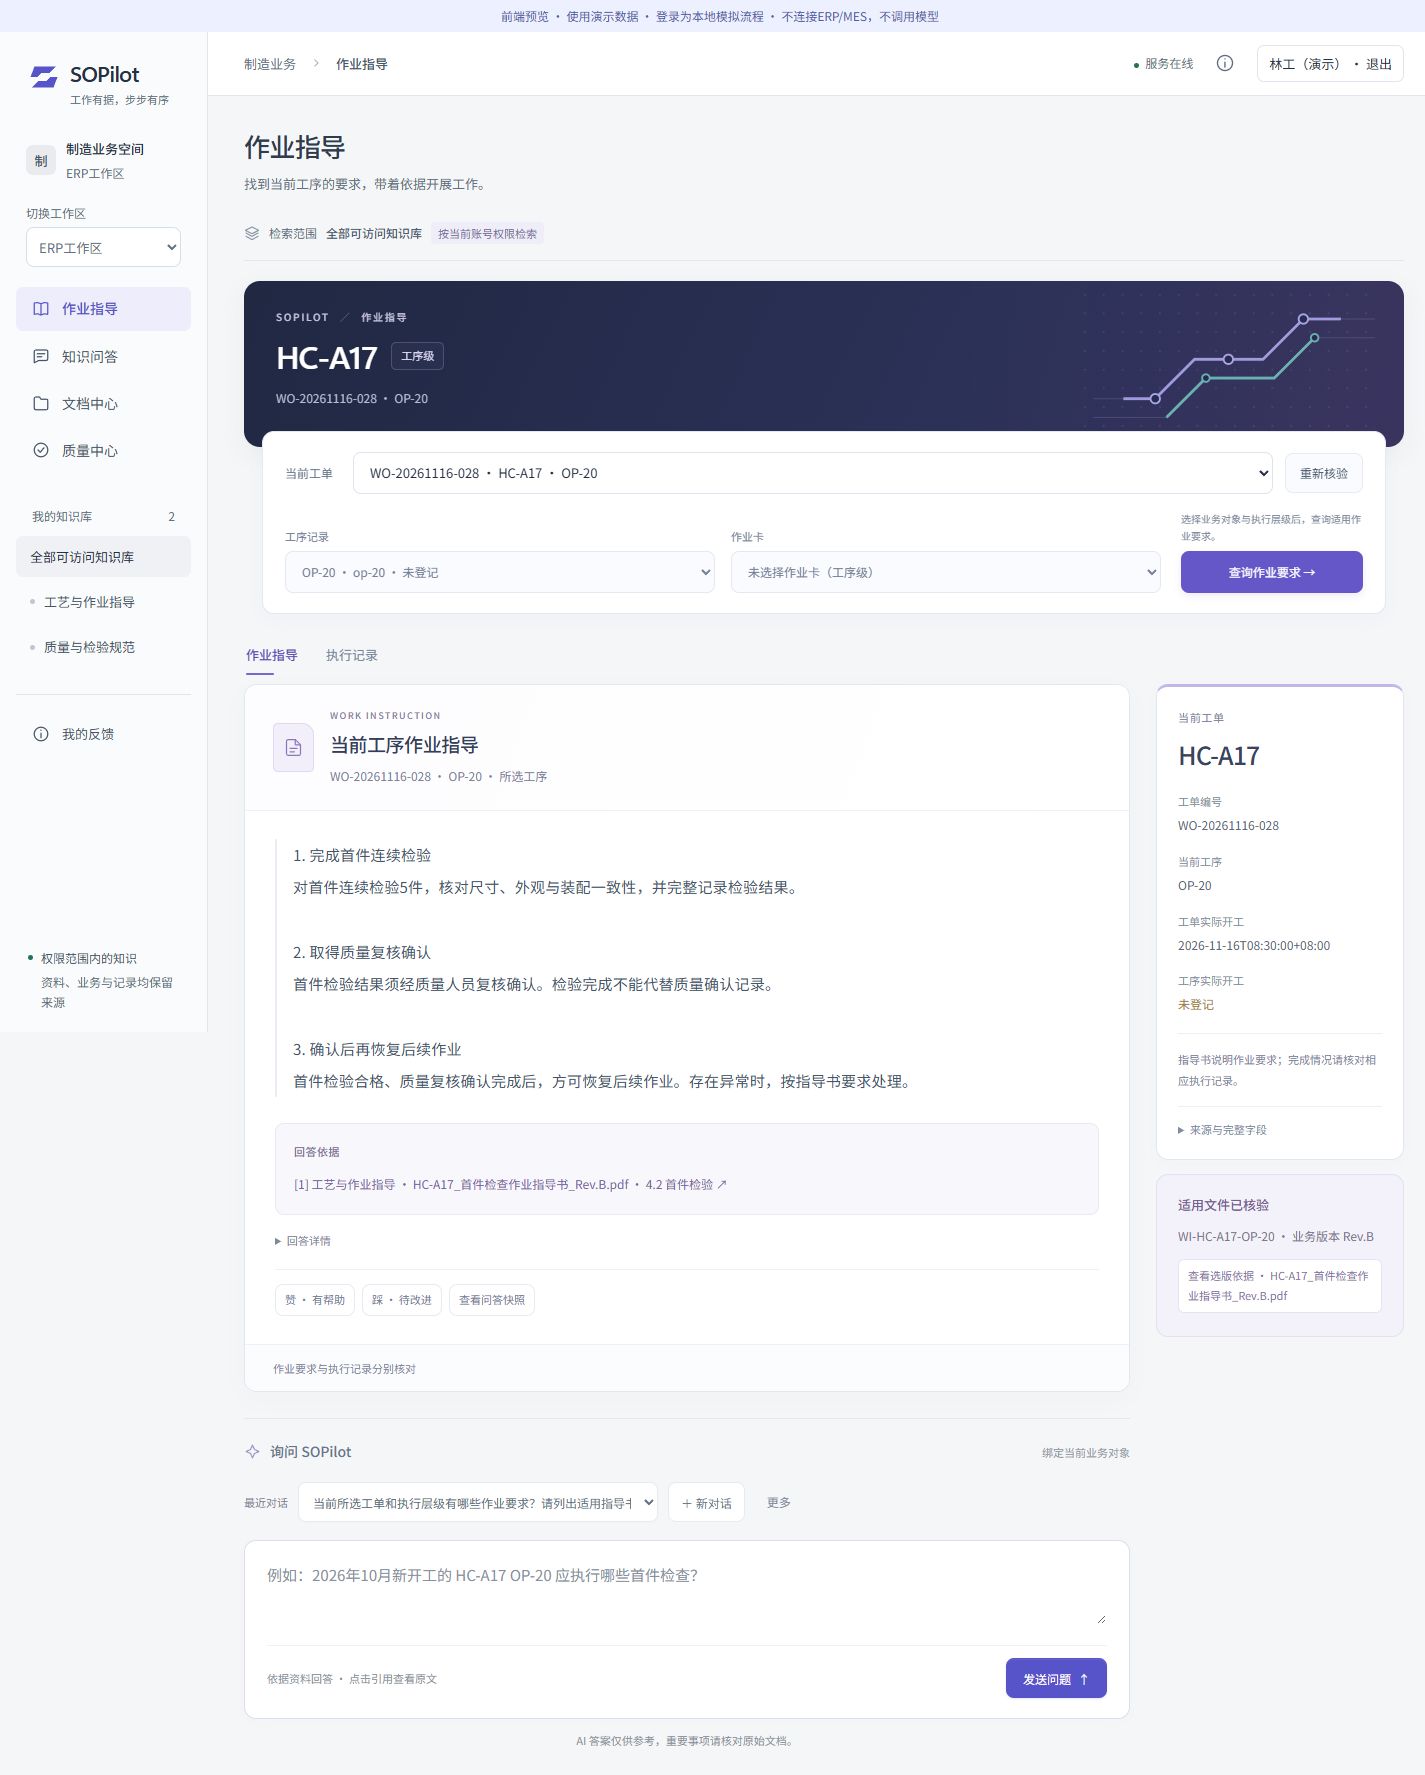 前端预览 · 使用演示数据 · 登录为本地模拟流程 · 不连接ERP/MES，不调用模型
SOPilot
工作有据，步步有序
制
制造业务空间
ERP工作区
切换工作区
ERP工作区
作业指导
知识问答
文档中心
质量中心
我的知识库 2
全部可访问知识库
工艺与作业指导
质量与检验规范
我的反馈
权限范围内的知识
资料、业务与记录均保留
来源
制造业务 > 作业指导
服务在线
林工（演示） · 退出
作业指导
找到当前工序的要求，带着依据开展工作。
检索范围 全部可访问知识库 按当前账号权限检索
SOPILOT ／ 作业指导
HC-A17 工序级
WO-20261116-028 · OP-20
当前工单 WO-20261116-028 · HC-A17 · OP-20 重新核验
工序记录
OP-20 · op-20 · 未登记
作业卡
未选择作业卡（工序级）
选择业务对象与执行层级后，查询适用作
业要求。
查询作业要求 →
作业指导 执行记录
WORK INSTRUCTION
当前工序作业指导
WO-20261116-028 · OP-20 · 所选工序
1. 完成首件连续检验
对首件连续检验5件，核对尺寸、外观与装配一致性，并完整记录检验结果。
2. 取得质量复核确认
首件检验结果须经质量人员复核确认。检验完成不能代替质量确认记录。
3. 确认后再恢复后续作业
首件检验合格、质量复核确认完成后，方可恢复后续作业。存在异常时，按指导书要求处理。
回答依据
[1] 工艺与作业指导 · HC-A17_首件检查作业指导书_Rev.B.pdf · 4.2 首件检验 ↗
▶ 回答详情
赞 · 有帮助 踩 · 待改进 查看问答快照
作业要求与执行记录分别核对
当前工单
HC-A17
工单编号
WO-20261116-028
当前工序
OP-20
工单实际开工
2026-11-16T08:30:00+08:00
工序实际开工
未登记
指导书说明作业要求；完成情况请核对相
应执行记录。
▶ 来源与完整字段
适用文件已核验
WI-HC-A17-OP-20 · 业务版本 Rev.B
查看选版依据 · HC-A17_首件检查作
业指导书_Rev.B.pdf
询问 SOPilot 绑定当前业务对象
最近对话 当前所选工单和执行层级有哪些作业要求？请列出适用指导 ＋ 新对话 更多
例如：2026年10月新开工的 HC-A17 OP-20 应执行哪些首件检查？
依据资料回答 · 点击引用查看原文 发送问题 ↑
AI 答案仅供参考，重要事项请核对原始文档。